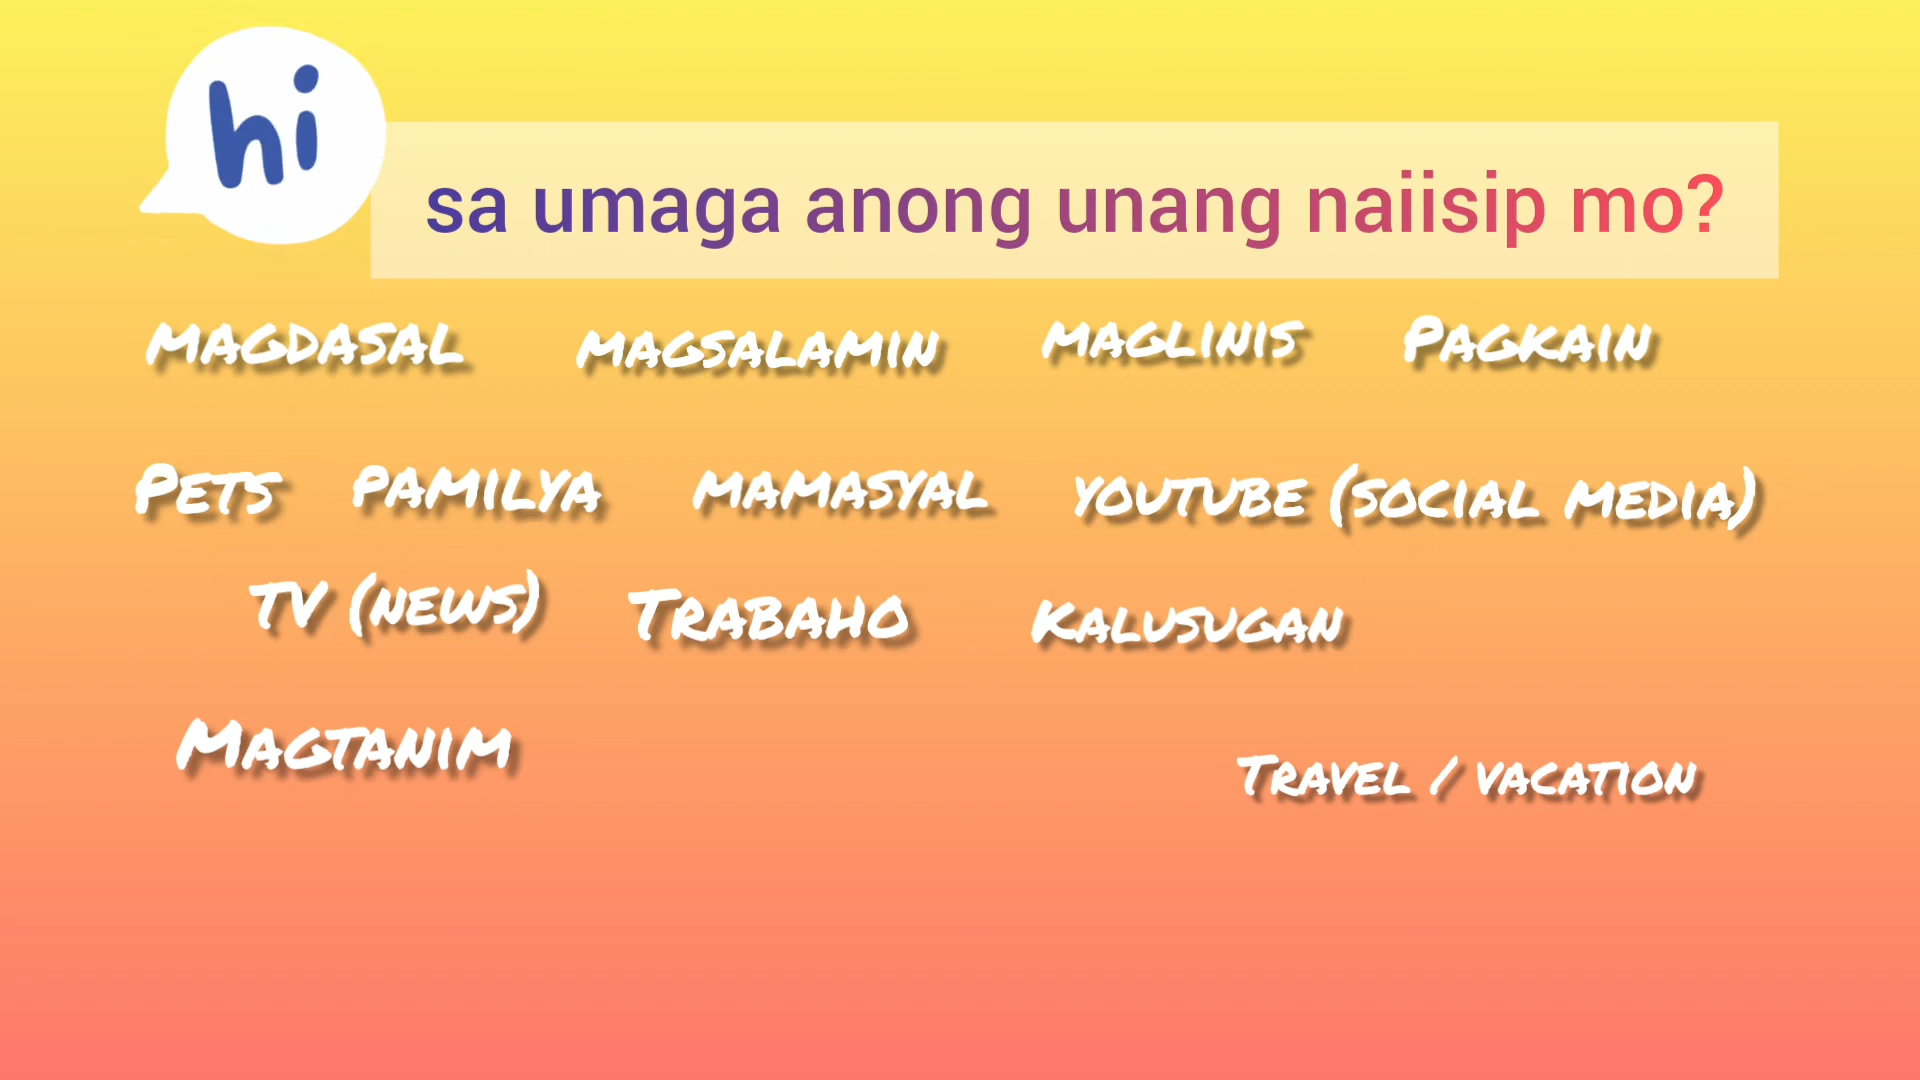 hi
sa umaga anong unang naiisip mo?
MAGDASAL MAGSALAMIN MAGLINIS PAGKAIN
PETS PAMILYA MAMASYAL YOUTUBE (SOCIAL MEDIA)
TV (NEWS) TRABAHO KALUSUGAN
MAGTANIM
TRAVEL / VACATION